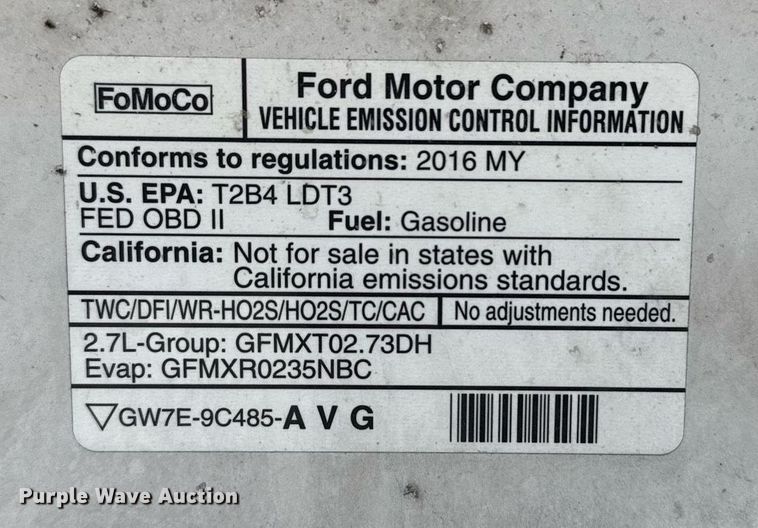 FoMoCo
Ford Motor Company
VEHICLE EMISSION CONTROL INFORMATION
Conforms to regulations: 2016 MY
U.S. EPA: T2B4 LDT3
FED OBD II Fuel: Gasoline
California: Not for sale in states with
California emissions standards.
TWC/DFI/WR-HO2S/HO2S/TC/CAC No adjustments needed.
2.7L-Group: GFMXT02.73DH
Evap: GFMXR0235NBC
▽GW7E-9C485-A V G
Purple Wave Auction